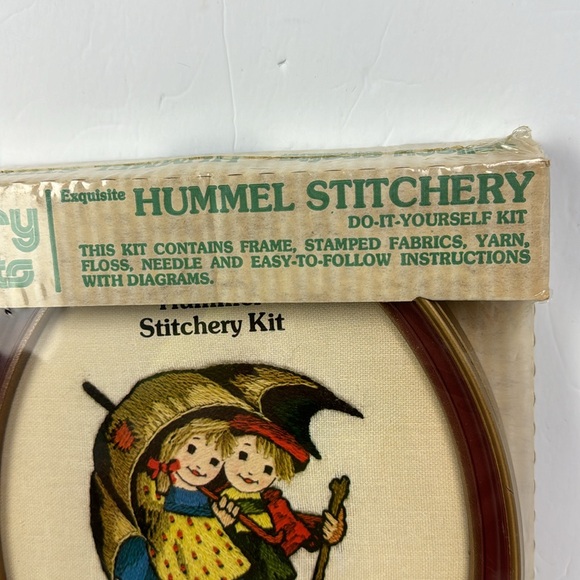 Exquisite HUMMEL STITCHERY
DO-IT-YOURSELF KIT
THIS KIT CONTAINS FRAME, STAMPED FABRICS, YARN,
FLOSS, NEEDLE AND EASY-TO-FOLLOW INSTRUCTIONS
WITH DIAGRAMS.
Hummel
Stitchery Kit